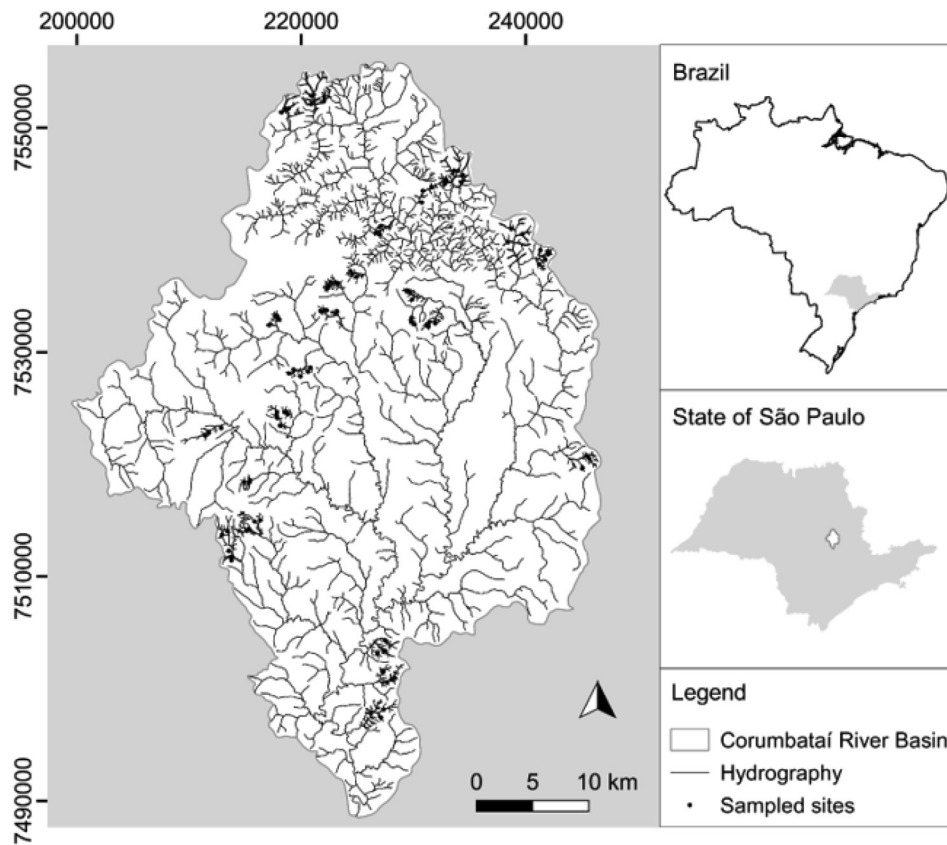 200000 220000 240000
7550000
7530000
7510000
7490000
0 5 10 km
Brazil
State of São Paulo
Legend
Corumbataí River Basin
Hydrography
Sampled sites